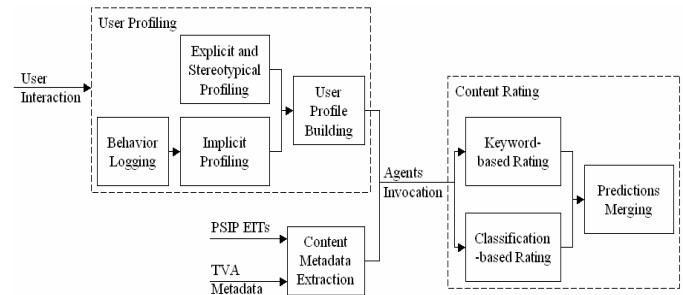 User Profiling
User
Interaction
Explicit and
Stereotypical
Profiling
Behavior
Logging
Implicit
Profiling
User
Profile
Building
PSIP EITs
TVA
Metadata
Content
Metadata
Extraction
Agents
Invocation
Content Rating
Keyword-
based Rating
Classification
-based Rating
Predictions
Merging